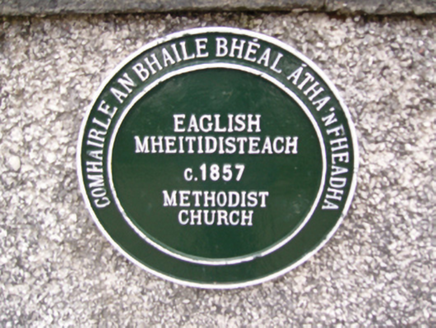 COMHAIRLE AN BHAILE BHÉAL ÁTHA 'N FHEADHA
EAGLISH
MHEITIDISTEACH
c.1857
METHODIST
CHURCH